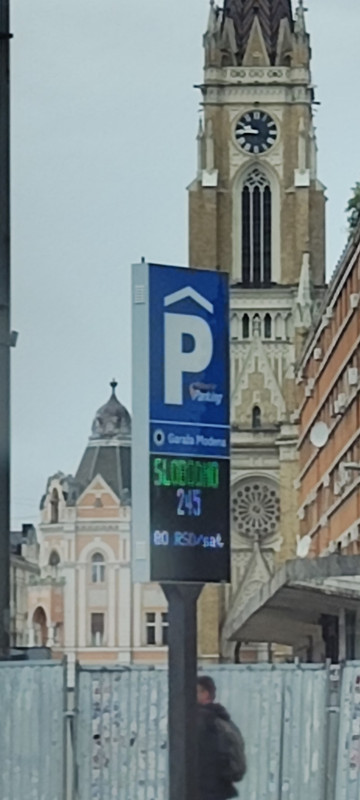 P
Parking
Garaža Modena
SLOBODNO
245
80 RSD/sat